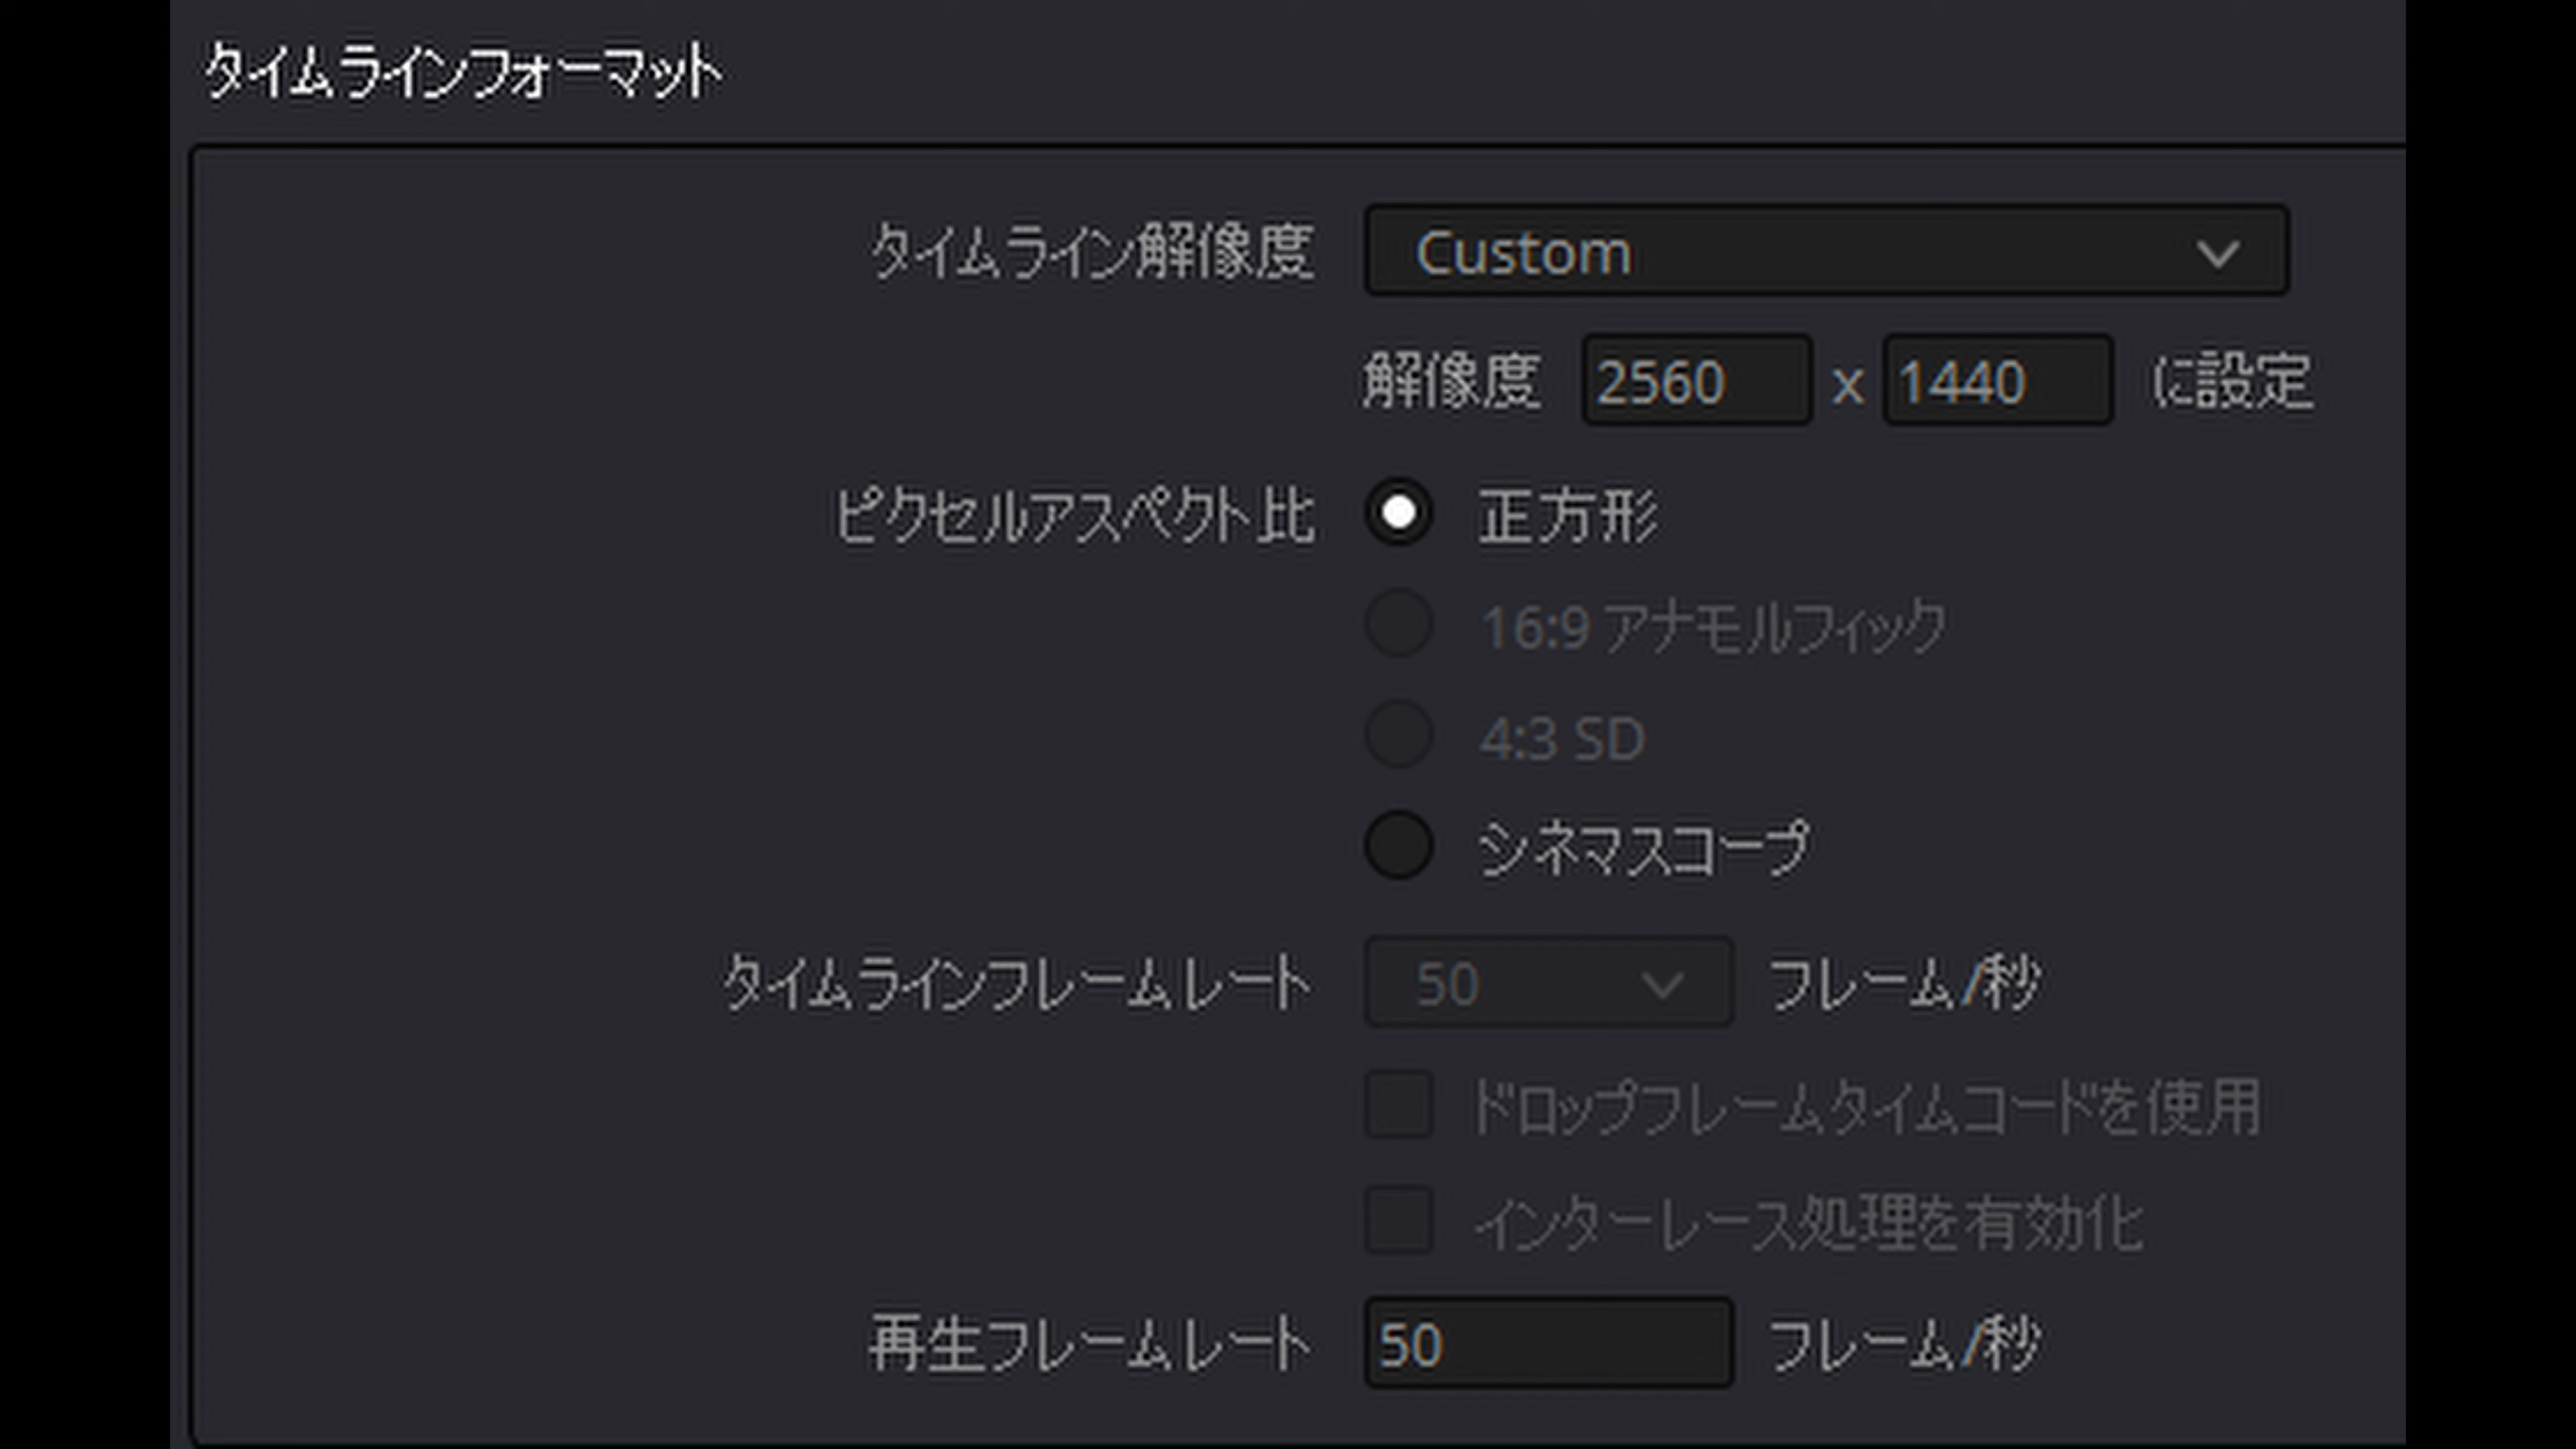 タイムラインフォーマット
タイムライン解像度 Custom
解像度 2560 x 1440 に設定
ピクセルアスペクト比 正方形
16:9 アナモルフィック
4:3 SD
シネマスコープ
タイムラインフレームレート 50 フレーム/秒
ドロップフレームタイムコードを使用
インターレース処理を有効化
再生フレームレート 50 フレーム/秒